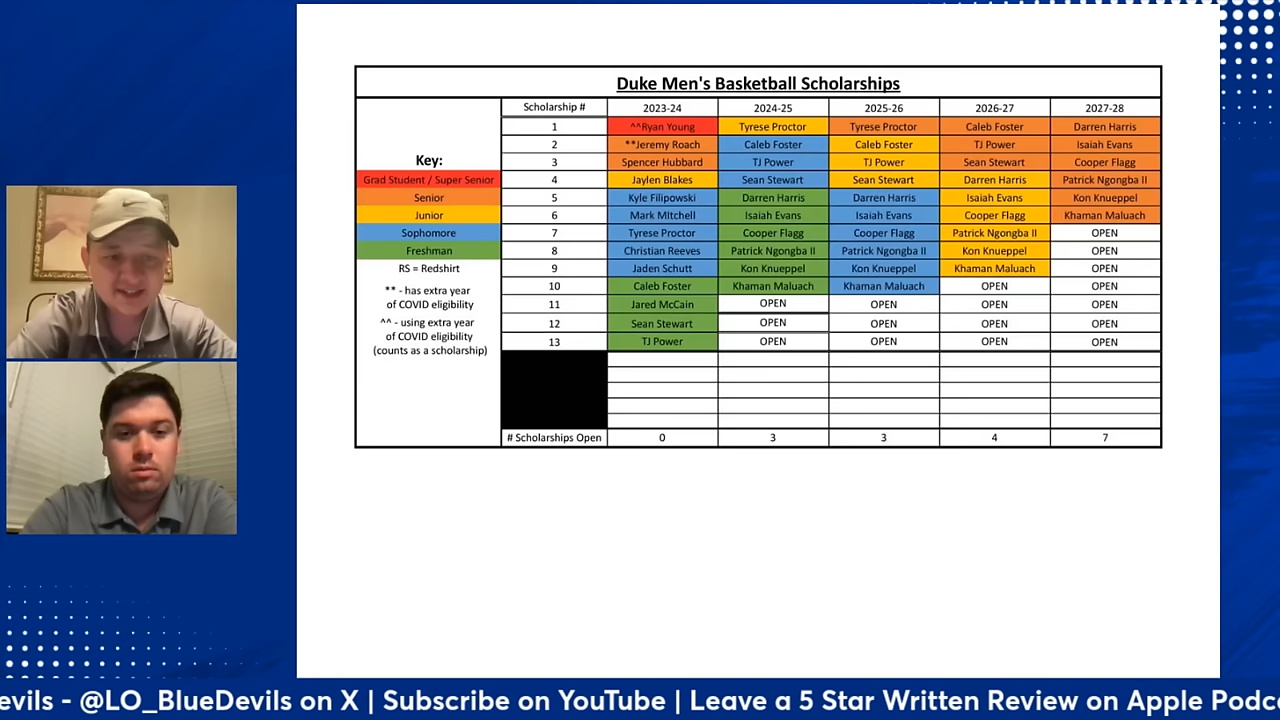 Duke Men's Basketball Scholarships
Scholarship # 2023-24 2024-25 2025-26 2026-27 2027-28
1 ^^Ryan Young Tyrese Proctor Tyrese Proctor Caleb Foster Darren Harris
2 **Jeremy Roach Caleb Foster Caleb Foster TJ Power Isaiah Evans
Key: 3 Spencer Hubbard TJ Power TJ Power Sean Stewart Cooper Flagg
Grad Student / Super Senior 4 Jaylen Blakes Sean Stewart Sean Stewart Darren Harris Patrick Ngongba II
Senior 5 Kyle Filipowski Darren Harris Darren Harris Isaiah Evans Kon Knueppel
Junior 6 Mark MItchell Isaiah Evans Isaiah Evans Cooper Flagg Khaman Maluach
Sophomore 7 Tyrese Proctor Cooper Flagg Cooper Flagg Patrick Ngongba II OPEN
Freshman 8 Christian Reeves Patrick Ngongba II Patrick Ngongba II Kon Knueppel OPEN
RS = Redshirt 9 Jaden Schutt Kon Knueppel Kon Knueppel Khaman Maluach OPEN
10 Caleb Foster Khaman Maluach Khaman Maluach OPEN OPEN
** - has extra year
of COVID eligibility 11 Jared McCain OPEN OPEN OPEN OPEN
^^ - using extra year 12 Sean Stewart OPEN OPEN OPEN OPEN
of COVID eligibility 13 TJ Power OPEN OPEN OPEN OPEN
(counts as a scholarship)
# Scholarships Open 0 3 3 4 7
evils - @LO_BlueDevils on X | Subscribe on YouTube | Leave a 5 Star Written Review on Apple Podc